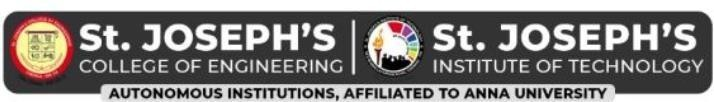 St. JOSEPH'S
COLLEGE OF ENGINEERING
St. JOSEPH'S
INSTITUTE OF TECHNOLOGY
AUTONOMOUS INSTITUTIONS, AFFILIATED TO ANNA UNIVERSITY